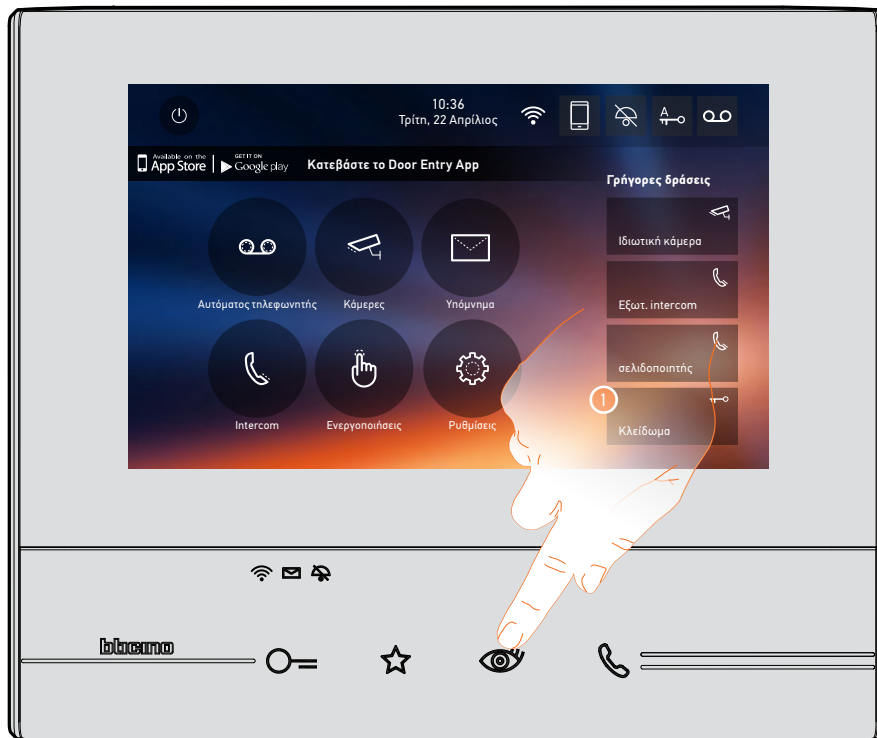 10:36
Τρίτη, 22 Απρίλιος
A
Available on the
App Store
GET IT ON
Google play
Κατεβάστε το Door Entry App
Γρήγορες δράσεις
Ιδιωτική κάμερα
Εξωτ. intercom
σελιδοποιητής
Κλείδωμα
Αυτόματος τηλεφωνητής
Κάμερες
Υπόμνημα
Intercom
Ενεργοποιήσεις
Ρυθμίσεις
1
bticino